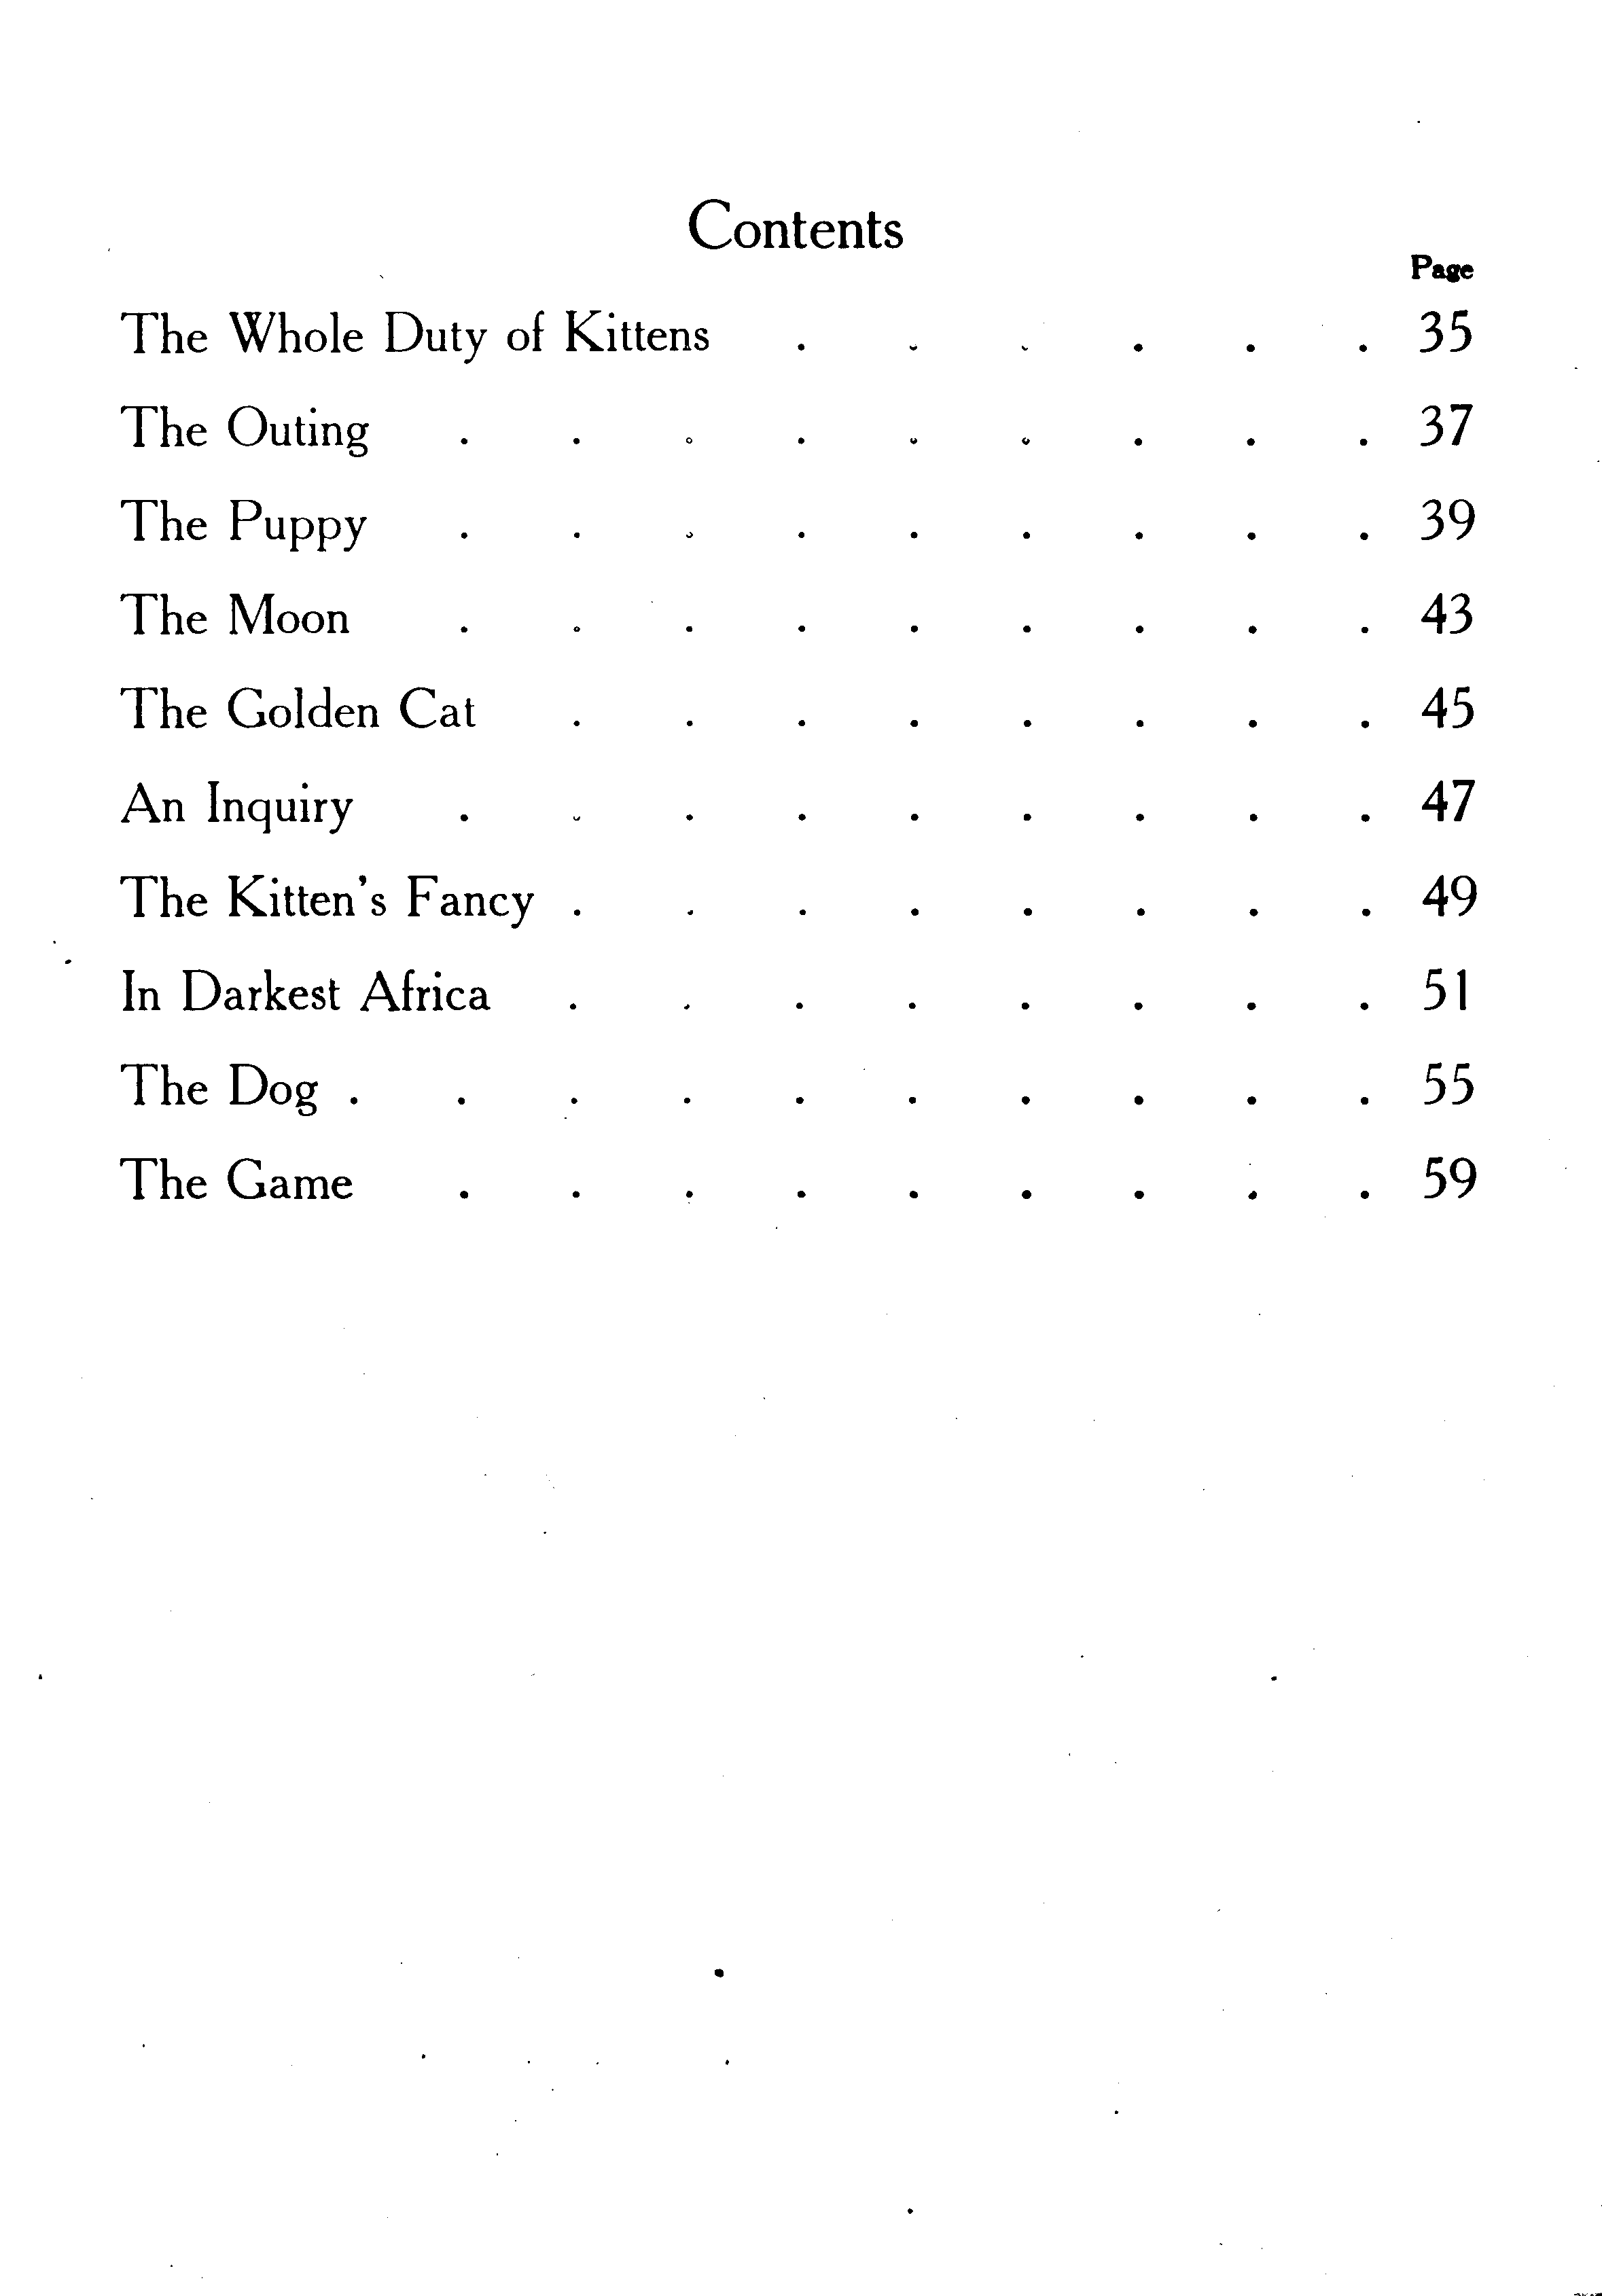 Contents
Page
The Whole Duty of Kittens . . . . . . 35
The Outing . . . . . . . . . 37
The Puppy . . . . . . . . . 39
The Moon . . . . . . . . . 43
The Golden Cat . . . . . . . . 45
An Inquiry . . . . . . . . . 47
The Kitten's Fancy . . . . . . . . 49
In Darkest Africa . . . . . . . . 51
The Dog . . . . . . . . . . 55
The Game . . . . . . . . . 59